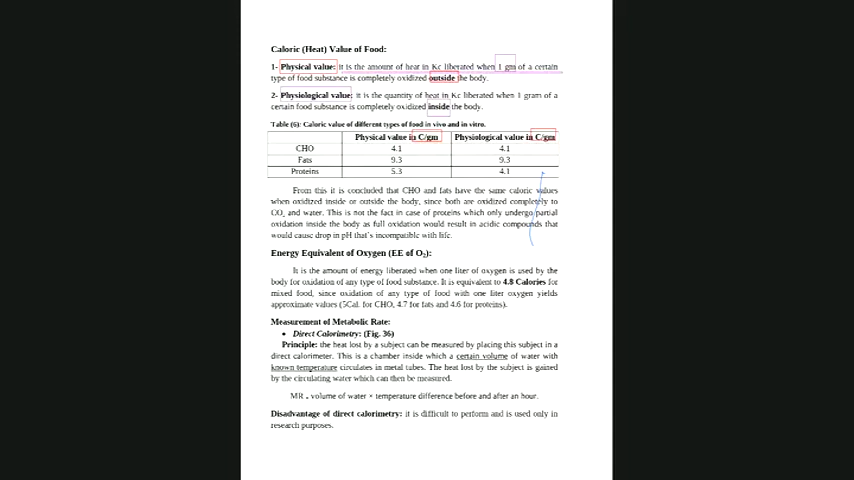 Caloric (Heat) Value of Food:
1- Physical value: it is the amount of heat in Kc liberated when 1 gm of a certain
type of food substance is completely oxidized outside the body.
2- Physiological value: it is the quantity of heat in Kc liberated when 1 gram of a
certain food substance is completely oxidized inside the body.
Table (6): Caloric value of different types of food in vivo and in vitro.
Physical value in C/gm Physiological value in C/gm
CHO 4.1 4.1
Fats 9.3 9.3
Proteins 5.3 4.1
From this it is concluded that CHO and fats have the same caloric values
when oxidized inside or outside the body, since both are oxidized completely to
CO2 and water. This is not the fact in case of proteins which only undergo partial
oxidation inside the body as full oxidation would result in acidic compounds that
would cause drop in pH that's incompatible with life.
Energy Equivalent of Oxygen (EE of O2):
It is the amount of energy liberated when one liter of oxygen is used by the
body for oxidation of any type of food substance. It is equivalent to 4.8 Calories for
mixed food, since oxidation of any type of food with one liter oxygen yields
approximate values (5Cal. for CHO, 4.7 for fats and 4.6 for proteins).
Measurement of Metabolic Rate:
• Direct Calorimetry: (Fig. 36)
Principle: the heat lost by a subject can be measured by placing this subject in a
direct calorimeter. This is a chamber inside which a certain volume of water with
known temperature circulates in metal tubes. The heat lost by the subject is gained
by the circulating water which can then be measured.
MR = volume of water × temperature difference before and after an hour.
Disadvantage of direct calorimetry: it is difficult to perform and is used only in
research purposes.